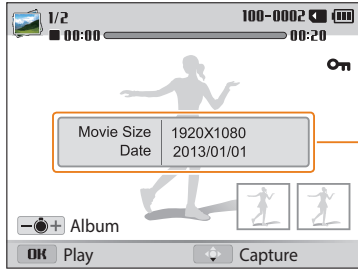 1/2 100-0002
00:00 00:20
Movie Size 1920X1080
Date 2013/01/01
Album
OK Play Capture